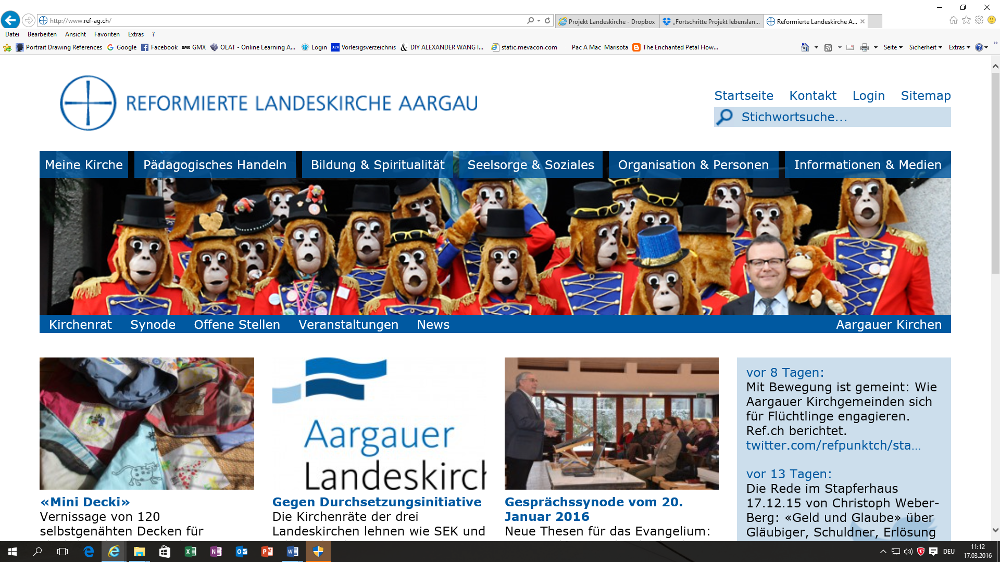 http://www.ref-ag.ch/
Projekt Landeskirche - Dropbox
„Fortschritte Projekt lebenslan...
Reformierte Landeskirche A...
Datei Bearbeiten Ansicht Favoriten Extras ?
Portrait Drawing References Google Facebook GMX GMX OLAT - Online Learning A... Login UZH Vorlesigsverzeichnis DIY ALEXANDER WANG I... static.mevacon.com Pac A Mac Marisota The Enchanted Petal How...
Seite Sicherheit Extras
REFORMIERTE LANDESKIRCHE AARGAU
Startseite Kontakt Login Sitemap
Stichwortsuche...
Meine Kirche Pädagogisches Handeln Bildung & Spiritualität Seelsorge & Soziales Organisation & Personen Informationen & Medien
Kirchenrat Synode Offene Stellen Veranstaltungen News Aargauer Kirchen
Aargauer
Landeskirch
«Mini Decki»
Vernissage von 120
selbstgenähten Decken für
Gegen Durchsetzungsinitiative
Die Kirchenräte der drei
Landeskirchen lehnen wie SEK und
Gesprächssynode vom 20.
Januar 2016
Neue Thesen für das Evangelium:
vor 8 Tagen:
Mit Bewegung ist gemeint: Wie
Aargauer Kirchgemeinden sich
für Flüchtlinge engagieren.
Ref.ch berichtet.
twitter.com/refpunktch/sta...
vor 13 Tagen:
Die Rede im Stapferhaus
17.12.15 von Christoph Weber-
Berg: «Geld und Glaube» über
Gläubiger, Schuldner, Erlösung
DEU
11:12
17.03.2016